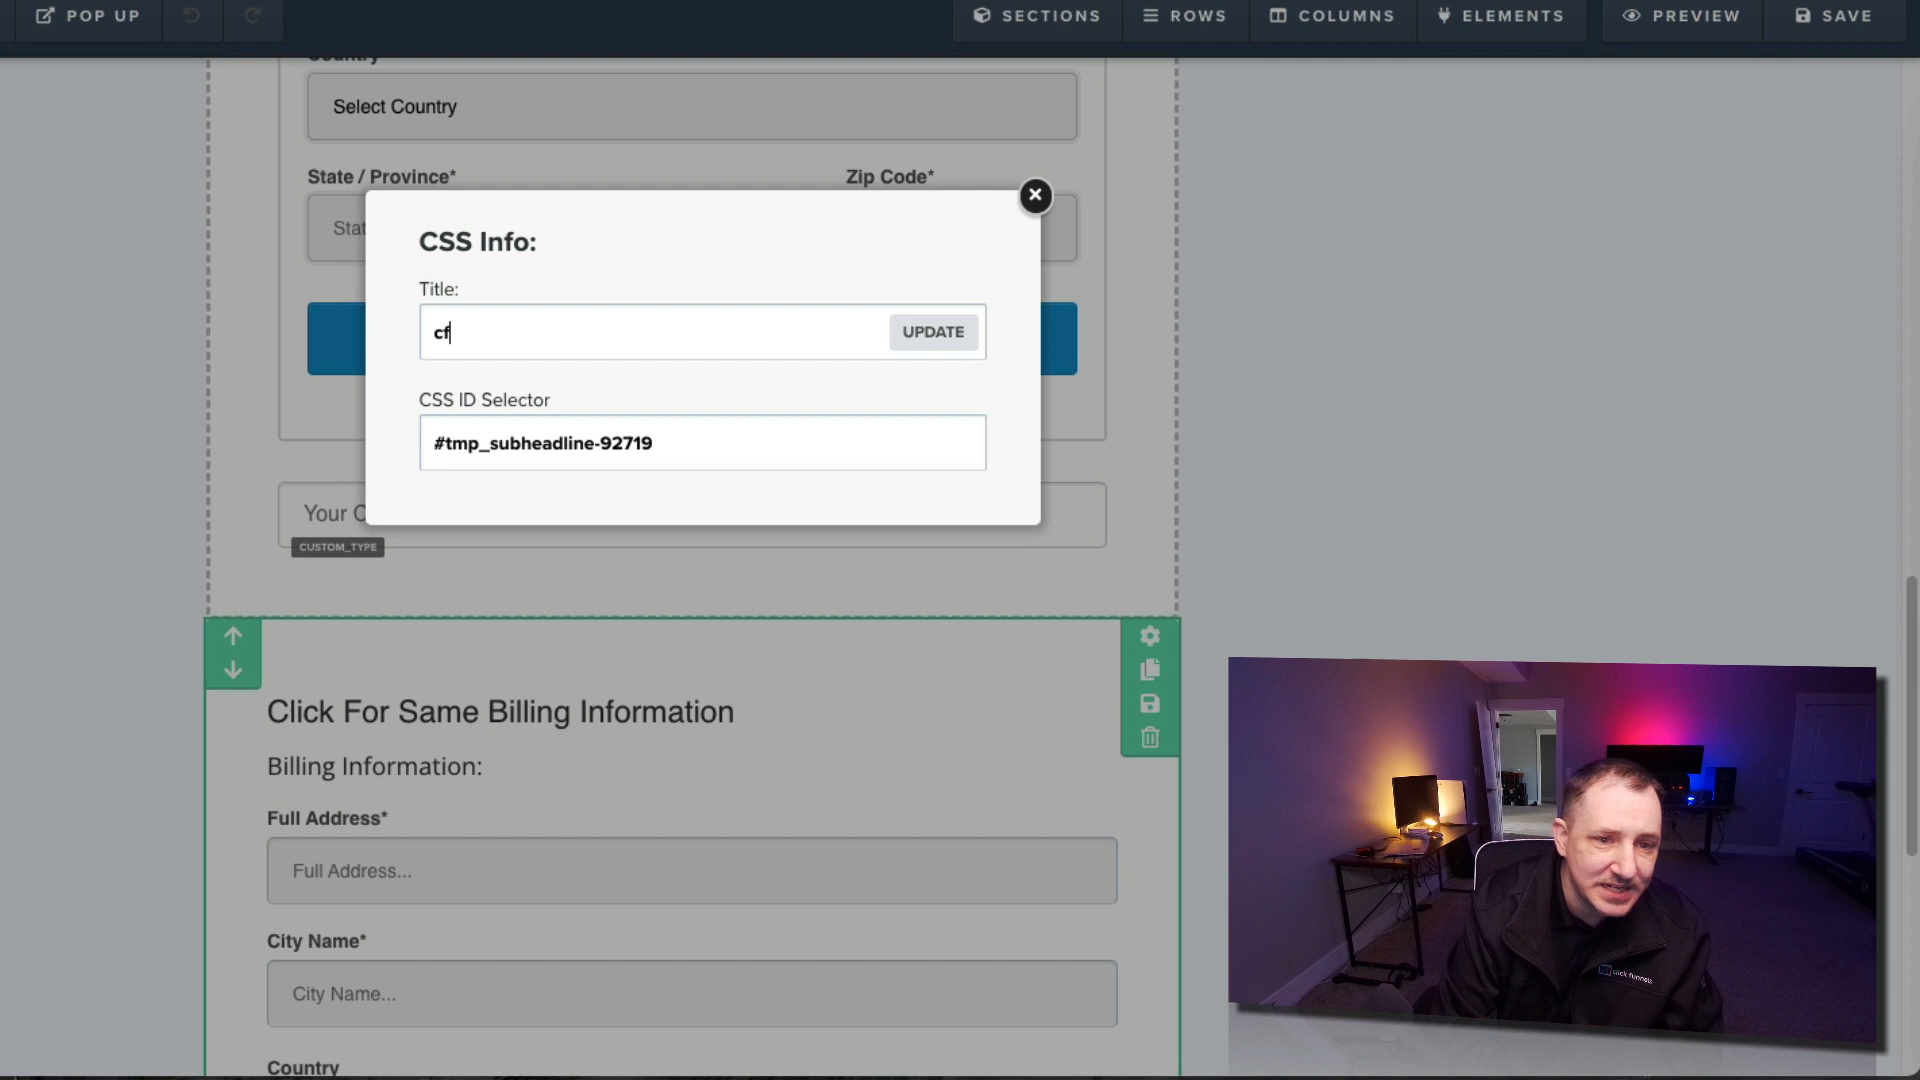 POP UP
SECTIONS
ROWS
COLUMNS
ELEMENTS
PREVIEW
SAVE
Country
Select Country
State / Province*
Zip Code*
Stat
CSS Info:
Title:
cf
UPDATE
CSS ID Selector
#tmp_subheadline-92719
Your C
CUSTOM_TYPE
Click For Same Billing Information
Billing Information:
Full Address*
Full Address...
City Name*
City Name...
Country
click funnels